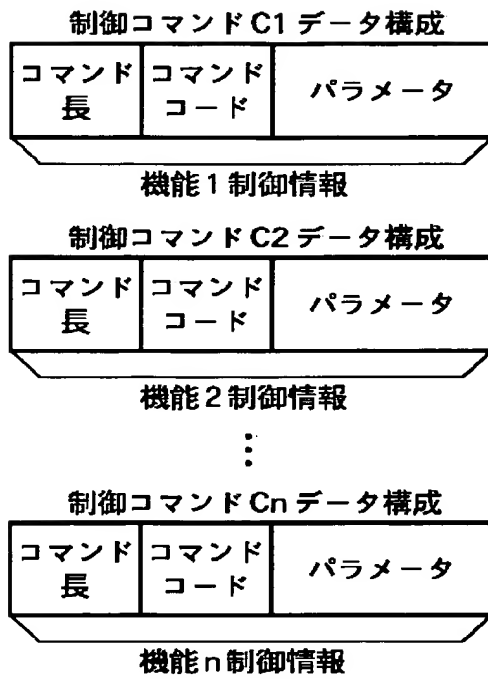 制御コマンドC1データ構成
コマンド長 コマンドコード パラメータ
機能1制御情報
制御コマンドC2データ構成
コマンド長 コマンドコード パラメータ
機能2制御情報
⋮
制御コマンドCnデータ構成
コマンド長 コマンドコード パラメータ
機能n制御情報